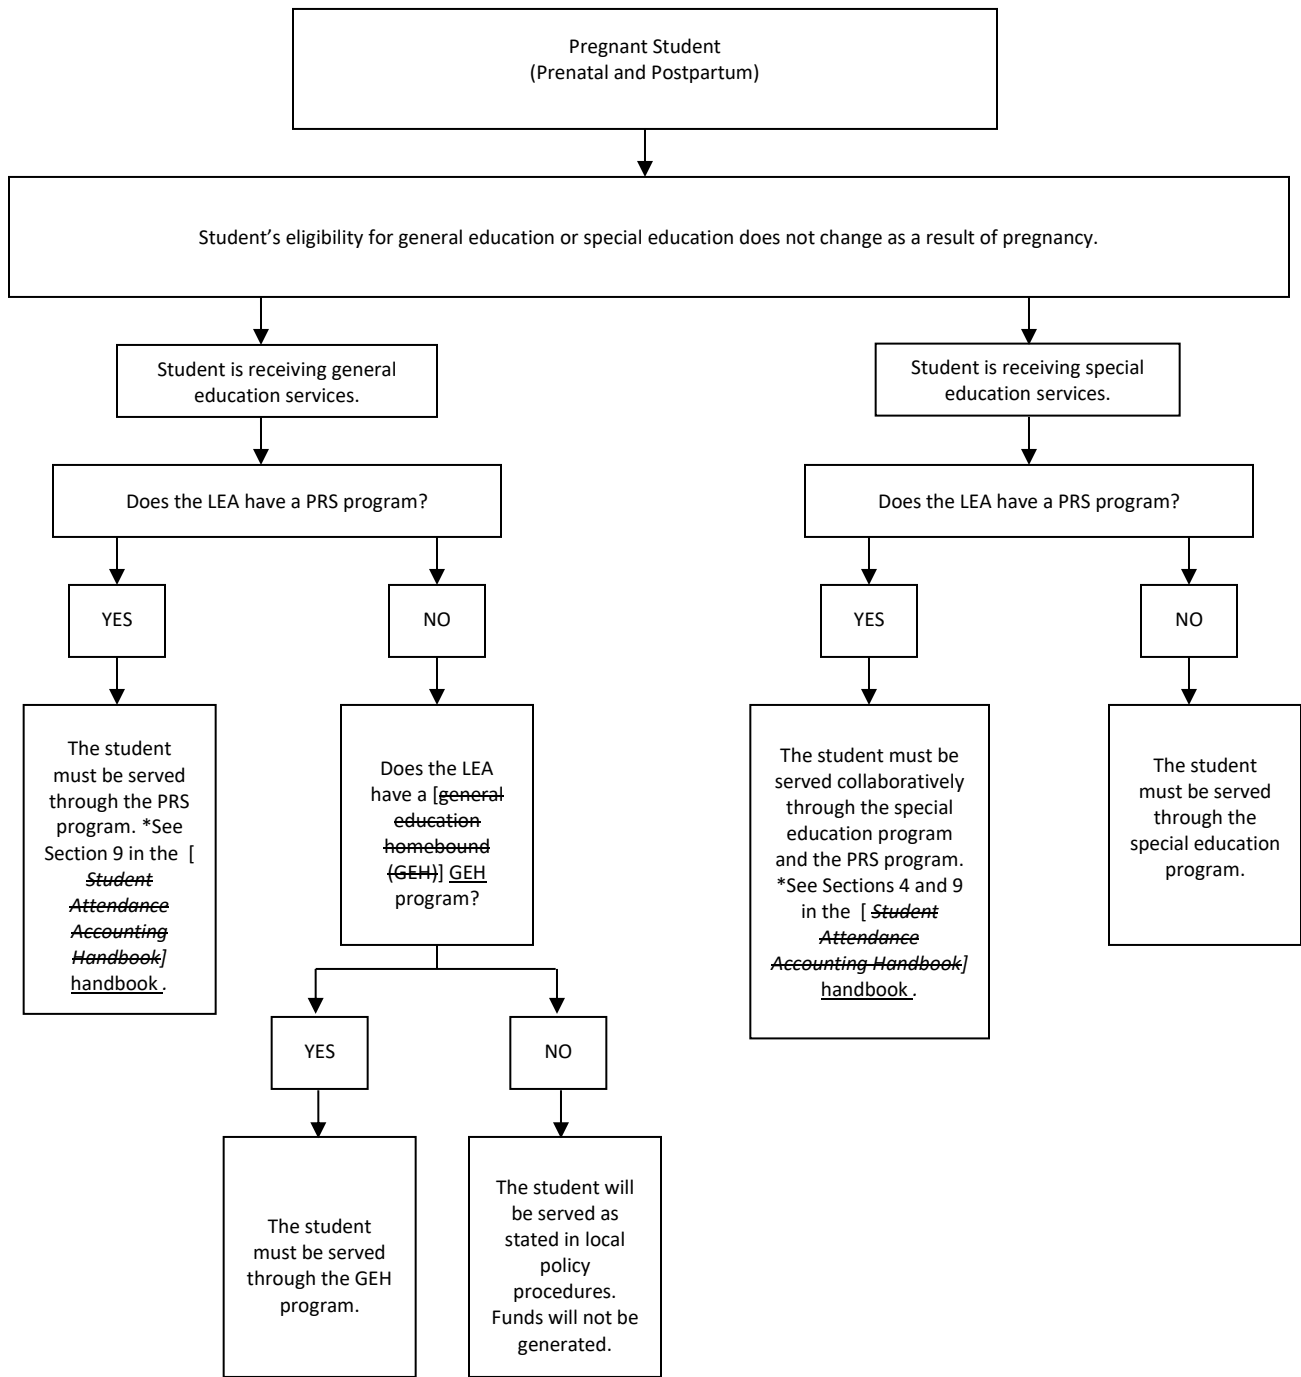 Pregnant Student
(Prenatal and Postpartum)
Student’s eligibility for general education or special education does not change as a result of pregnancy.
Student is receiving general
education services.
Student is receiving special
education services.
Does the LEA have a PRS program?
Does the LEA have a PRS program?
YES
NO
YES
NO
The student
must be served
through the PRS
program. *See
Section 9 in the [
Student
Attendance
Accounting
Handbook]
handbook .
Does the LEA
have a [general
education
homebound
(GEH)] GEH
program?
The student must be
served collaboratively
through the special
education program
and the PRS program.
*See Sections 4 and 9
in the [ Student
Attendance
Accounting Handbook]
handbook .
The student
must be served
through the
special education
program.
YES
NO
The student
must be served
through the GEH
program.
The student will
be served as
stated in local
policy
procedures.
Funds will not be
generated.